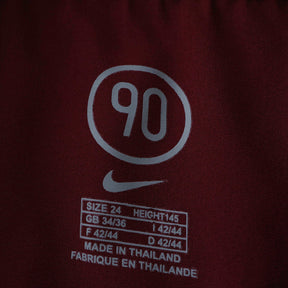 90
SIZE 24 HEIGHT145
GB 34/36 I 42/44
F 42/44 D 42/44
MADE IN THAILAND
FABRIQUE EN THAILANDE